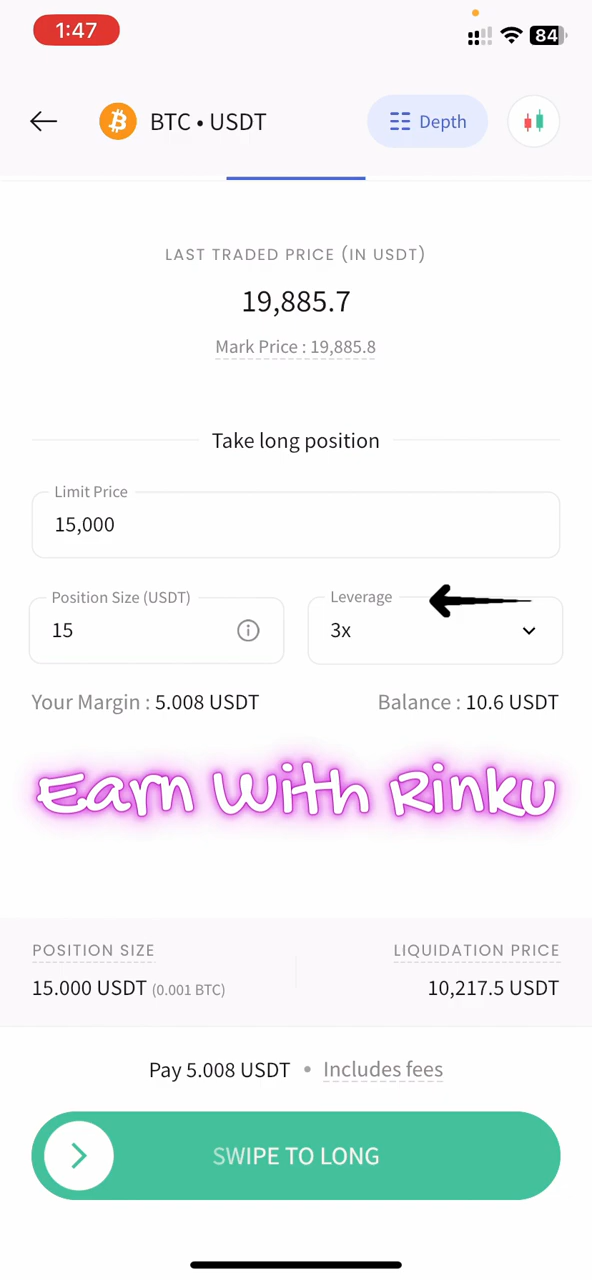 1:47
84
BTC • USDT
Depth
LAST TRADED PRICE (IN USDT)
19,885.7
Mark Price : 19,885.8
Take long position
Limit Price
15,000
Position Size (USDT)
15
Leverage
3x
Your Margin : 5.008 USDT
Balance : 10.6 USDT
Earn With Rinku
POSITION SIZE
LIQUIDATION PRICE
15.000 USDT (0.001 BTC)
10,217.5 USDT
Pay 5.008 USDT • Includes fees
SWIPE TO LONG